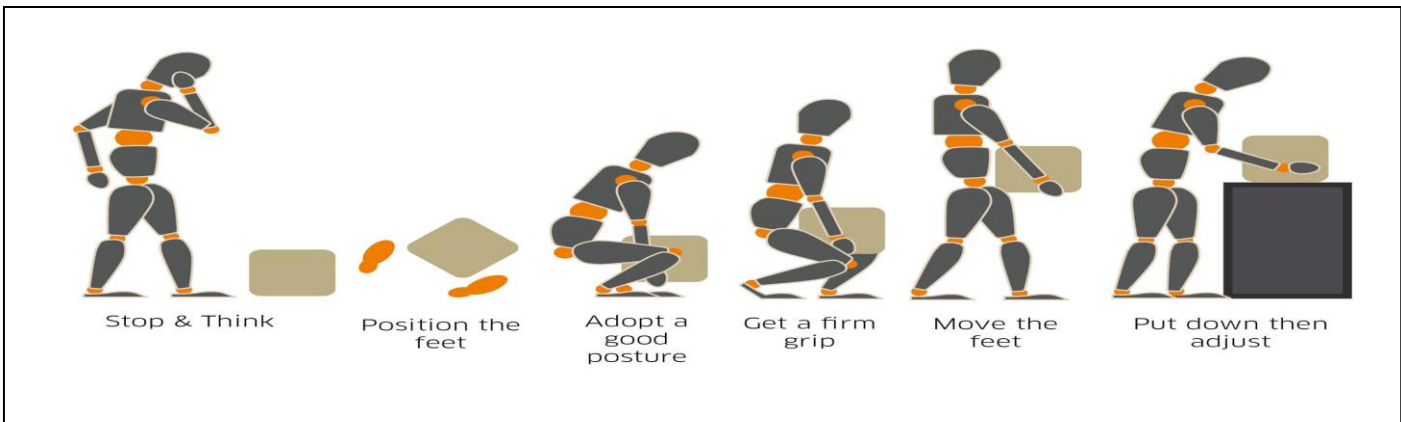 Stop & Think
Position the
feet
Adopt a
good
posture
Get a firm
grip
Move the
feet
Put down then
adjust